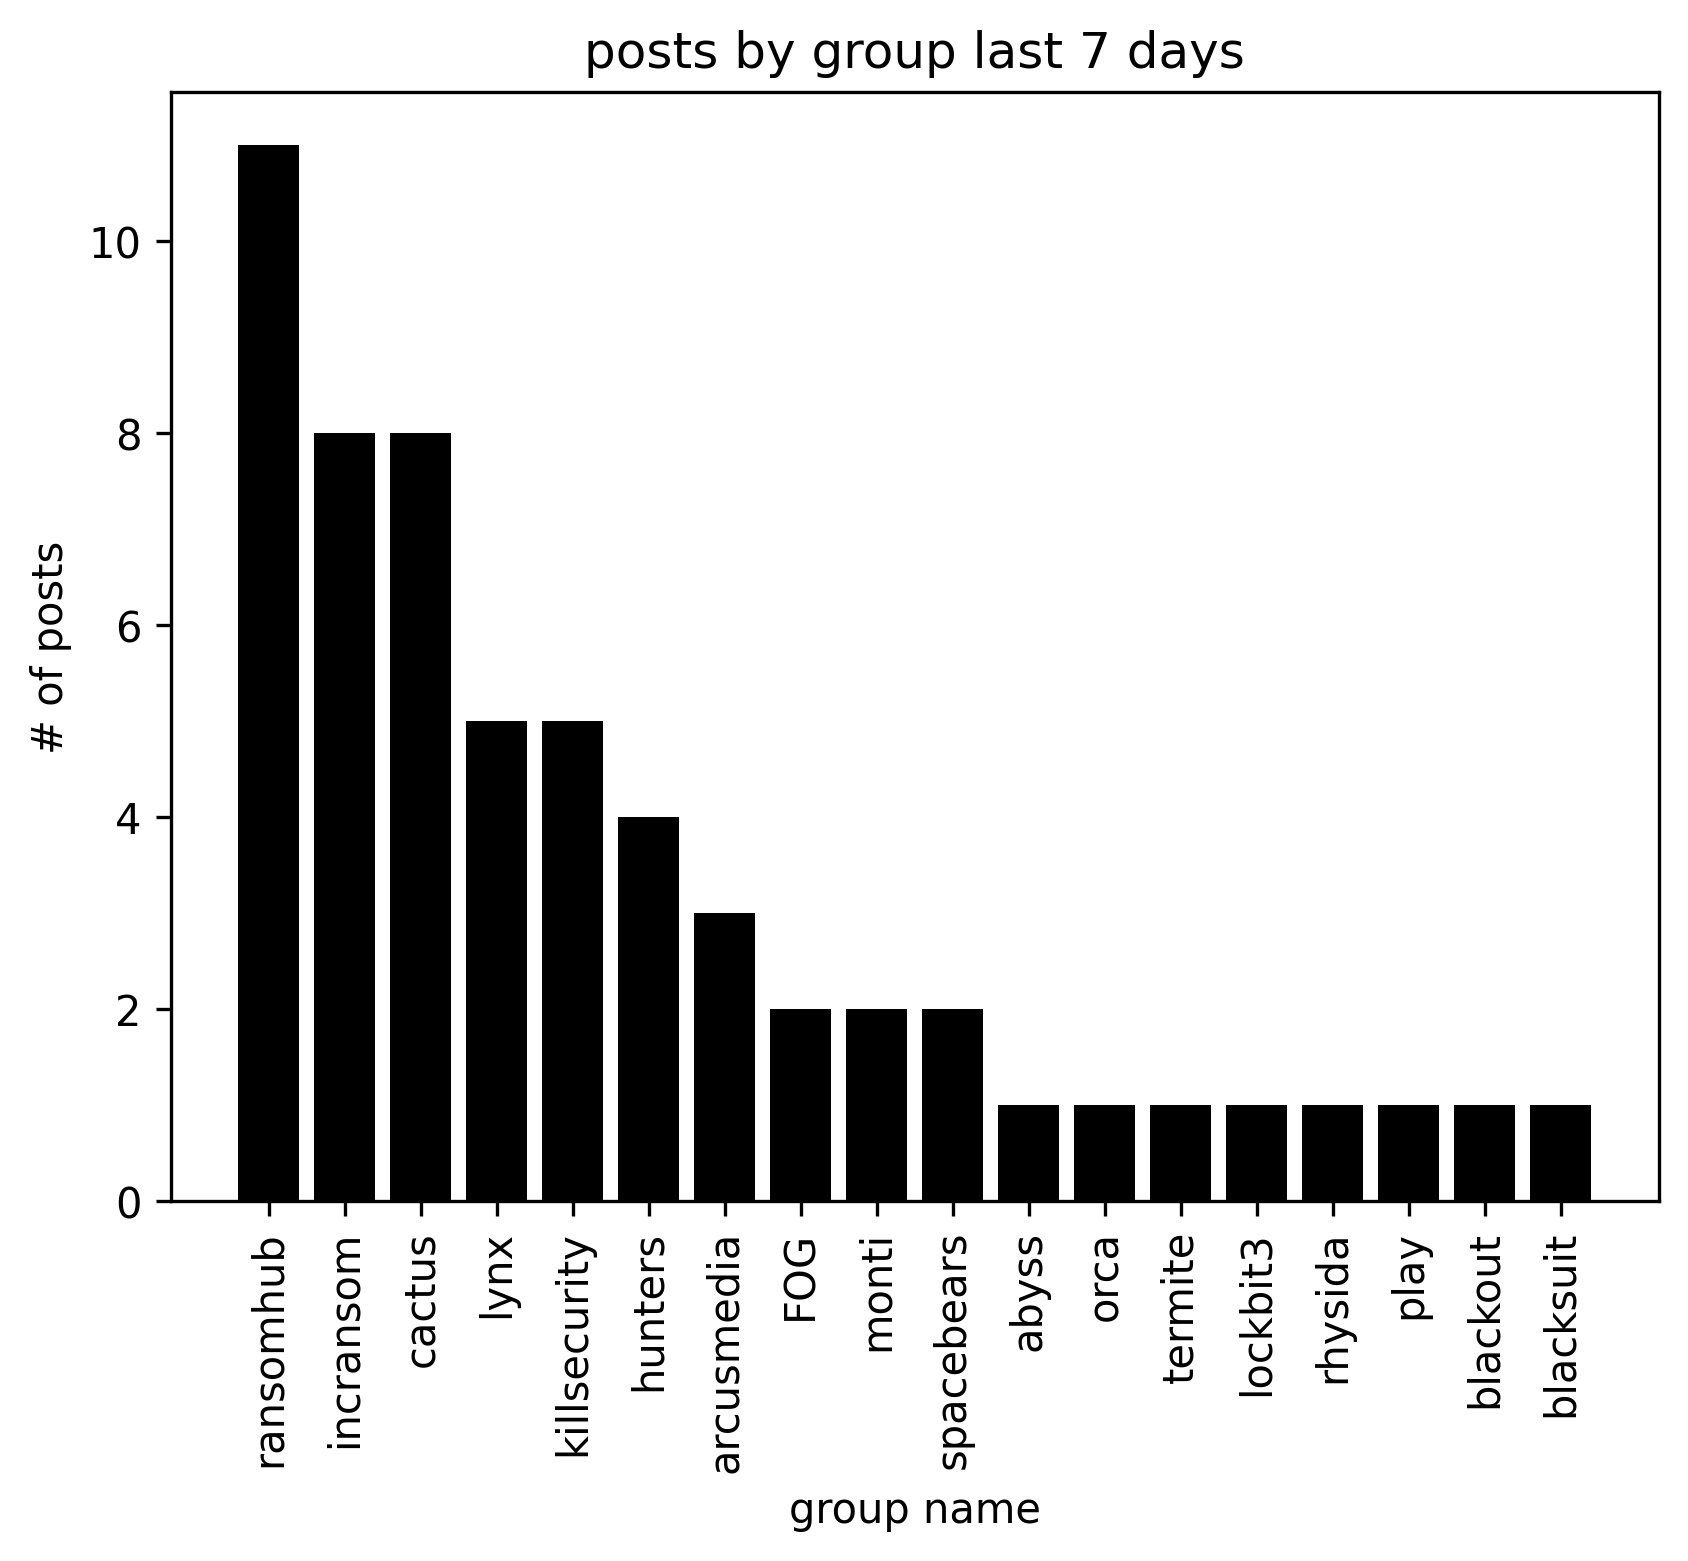 posts by group last 7 days
# of posts
10
8
6
4
2
0
ransomhub
incransom
cactus
lynx
killsecurity
hunters
arcusmedia
FOG
monti
spacebears
abyss
orca
termite
lockbit3
rhysida
play
blackout
blacksuit
group name